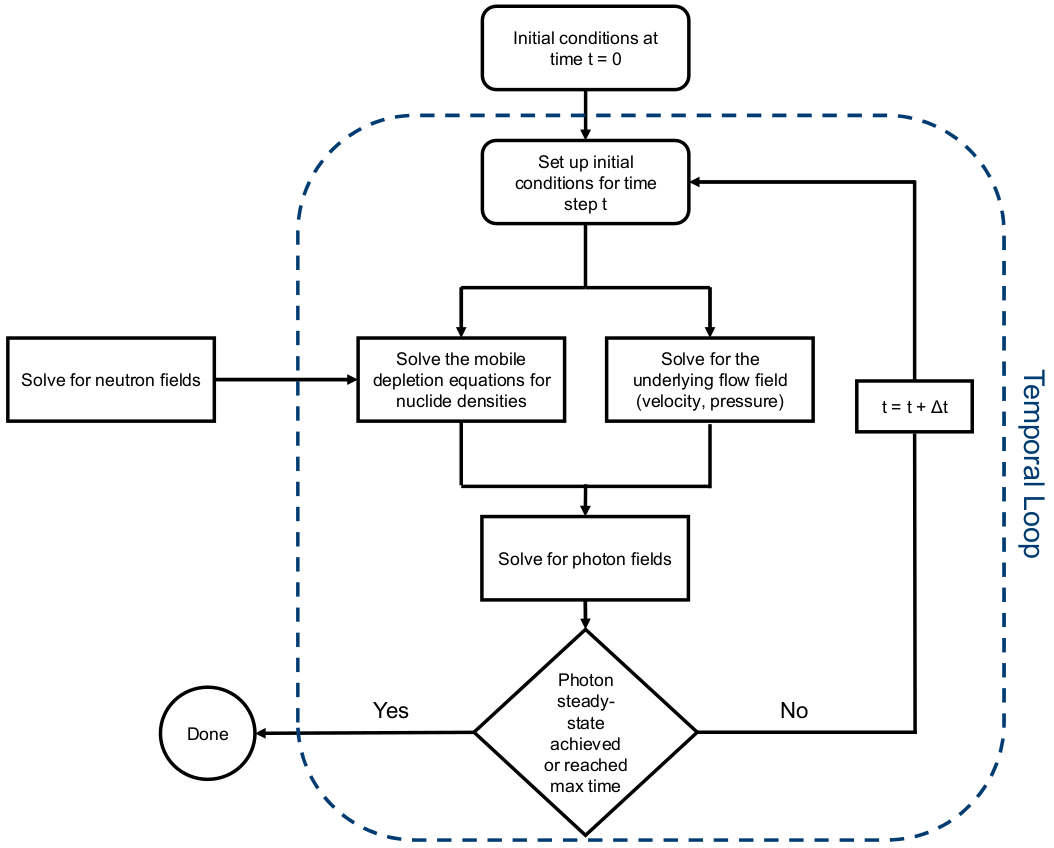 Initial conditions at
time t = 0
Set up initial
conditions for time
step t
Solve for neutron fields
Solve the mobile
depletion equations for
nuclide densities
Solve for the
underlying flow field
(velocity, pressure)
t = t + Δt
Temporal Loop
Solve for photon fields
Photon
steady-
state
achieved
or reached
max time
Yes
No
Done